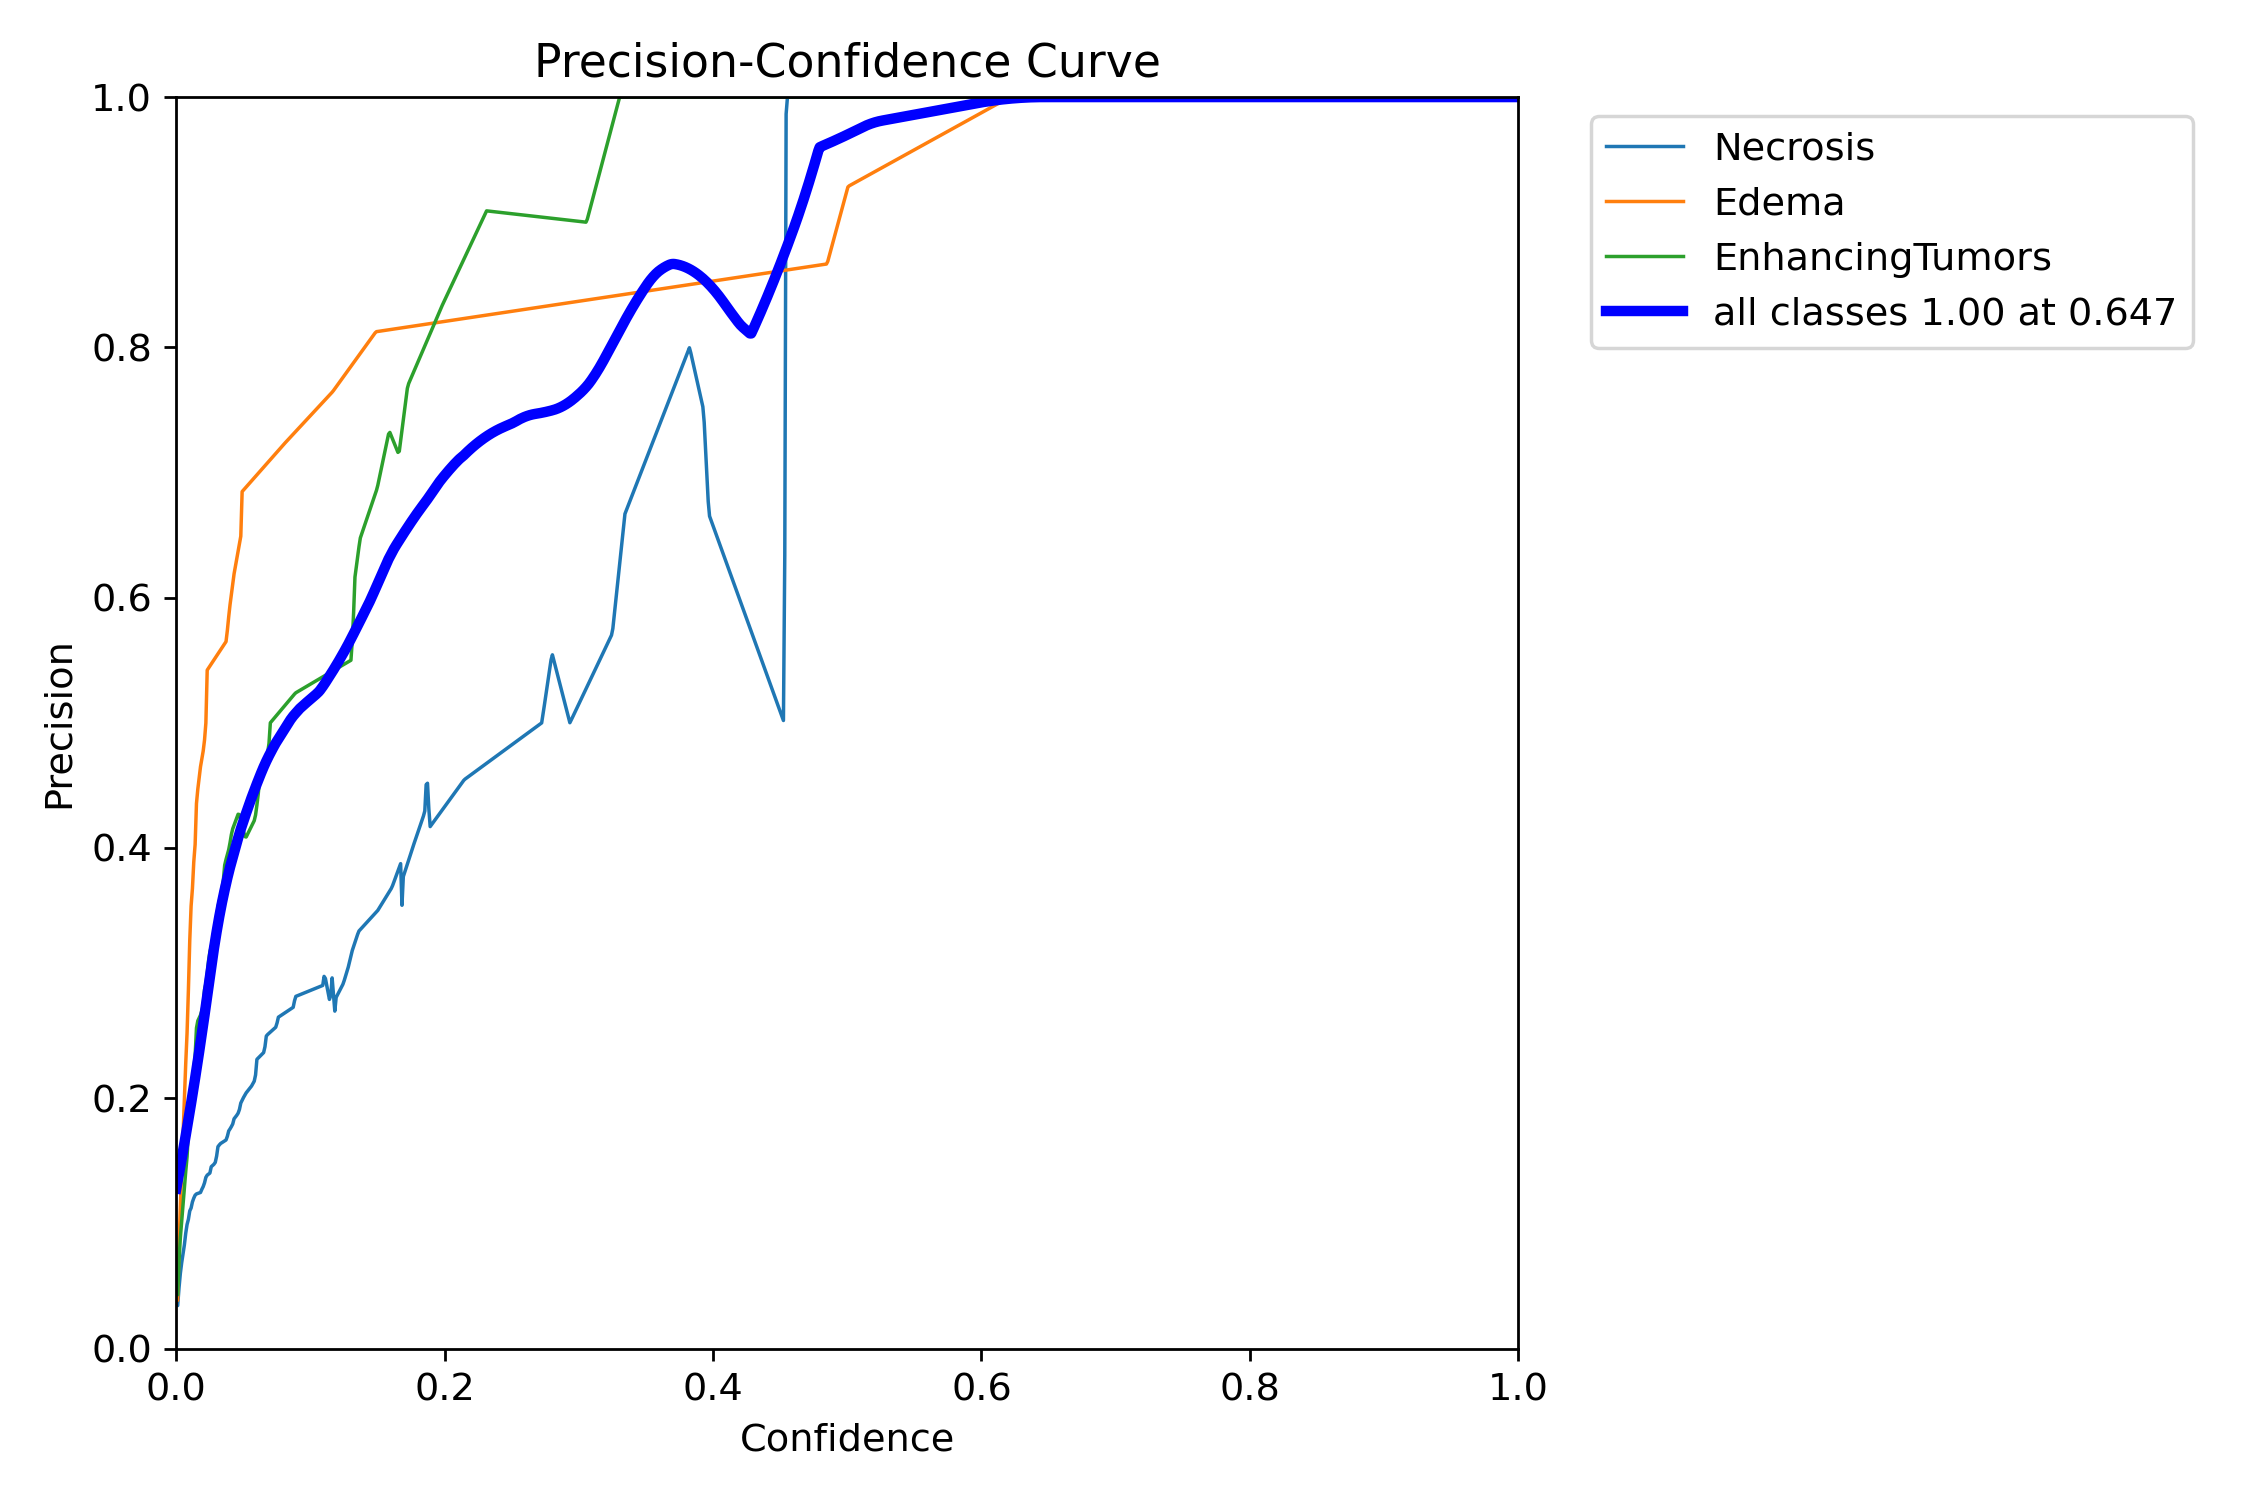 Precision-Confidence Curve
1.0
0.8
0.6
0.4
0.2
0.0
Precision
0.0 0.2 0.4 0.6 0.8 1.0
Confidence
Necrosis
Edema
EnhancingTumors
all classes 1.00 at 0.647